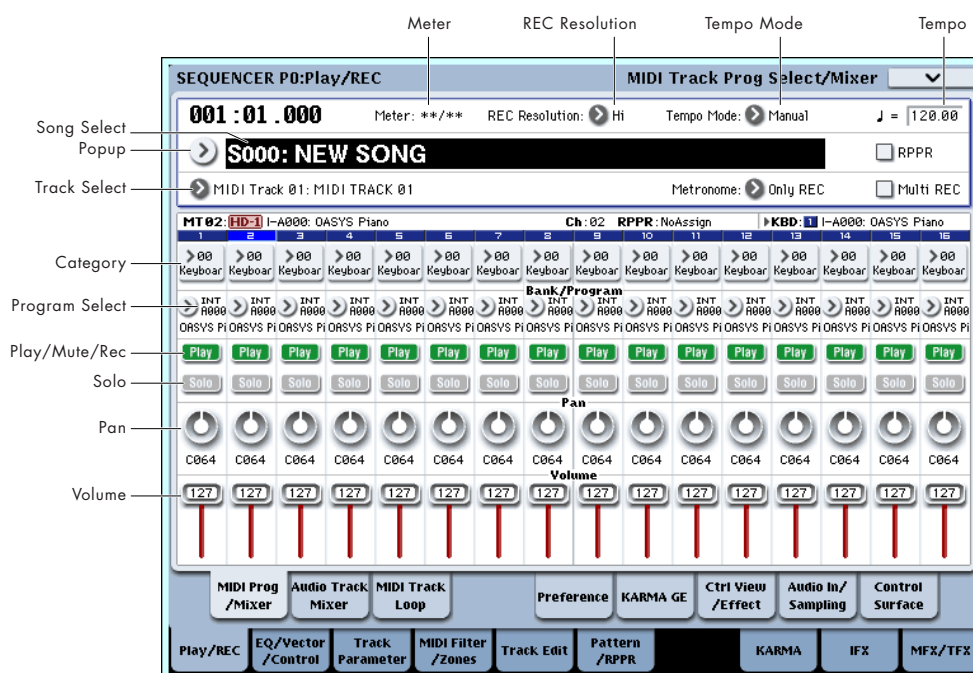 Meter REC Resolution Tempo Mode Tempo
SEQUENCER P0:Play/REC MIDI Track Prog Select/Mixer
001:01.000 Meter: **/** REC Resolution: Hi Tempo Mode: Manual ♩ = 120.00
Song Select
Popup
S000: NEW SONG RPPR
Track Select
MIDI Track 01: MIDI TRACK 01 Metronome: Only REC Multi REC
MT02: HD-1 I-A000: OASYS Piano Ch:02 RPPR:NoAssign KBD: 1 I-A000: OASYS Piano
1 2 3 4 5 6 7 8 9 10 11 12 13 14 15 16
Category
00 00 00 00 00 00 00 00 00 00 00 00 00 00 00 00
Keyboar Keyboar Keyboar Keyboar Keyboar Keyboar Keyboar Keyboar Keyboar Keyboar Keyboar Keyboar Keyboar Keyboar Keyboar Keyboar
Bank/Program
Program Select
INT INT INT INT INT INT INT INT INT INT INT INT INT INT INT INT
A000 A000 A000 A000 A000 A000 A000 A000 A000 A000 A000 A000 A000 A000 A000 A000
OASYS Pi OASYS Pi OASYS Pi OASYS Pi OASYS Pi OASYS Pi OASYS Pi OASYS Pi OASYS Pi OASYS Pi OASYS Pi OASYS Pi OASYS Pi OASYS Pi OASYS Pi OASYS Pi
Play/Mute/Rec
Play Play Play Play Play Play Play Play Play Play Play Play Play Play Play Play
Solo
Solo Solo Solo Solo Solo Solo Solo Solo Solo Solo Solo Solo Solo Solo Solo Solo
Pan
Pan
C064 C064 C064 C064 C064 C064 C064 C064 C064 C064 C064 C064 C064 C064 C064 C064
Volume
Volume
127 127 127 127 127 127 127 127 127 127 127 127 127 127 127 127
MIDI Prog /Mixer Audio Track Mixer MIDI Track Loop Preference KARMA GE Ctrl View /Effect Audio In/ Sampling Control Surface
Play/REC EQ/Vector /Control Track Parameter MIDI Filter /Zones Track Edit Pattern /RPPR KARMA IFX MFX/TFX